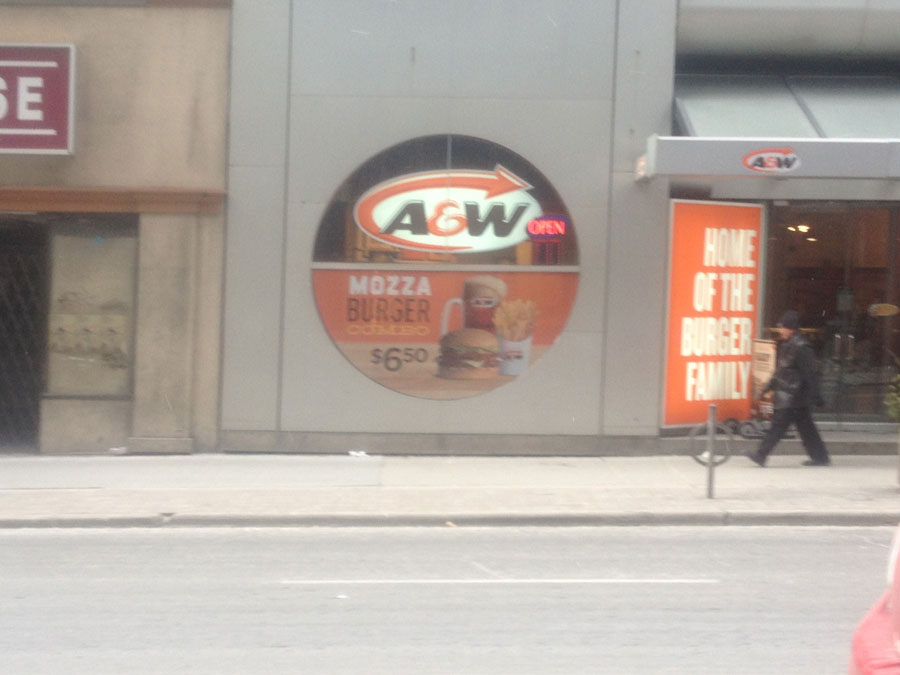 SE
A&W
OPEN
MOZZA
BURGER
COMBO
$6.50
A&W
A&W
HOME
OF THE
BURGER
FAMILY